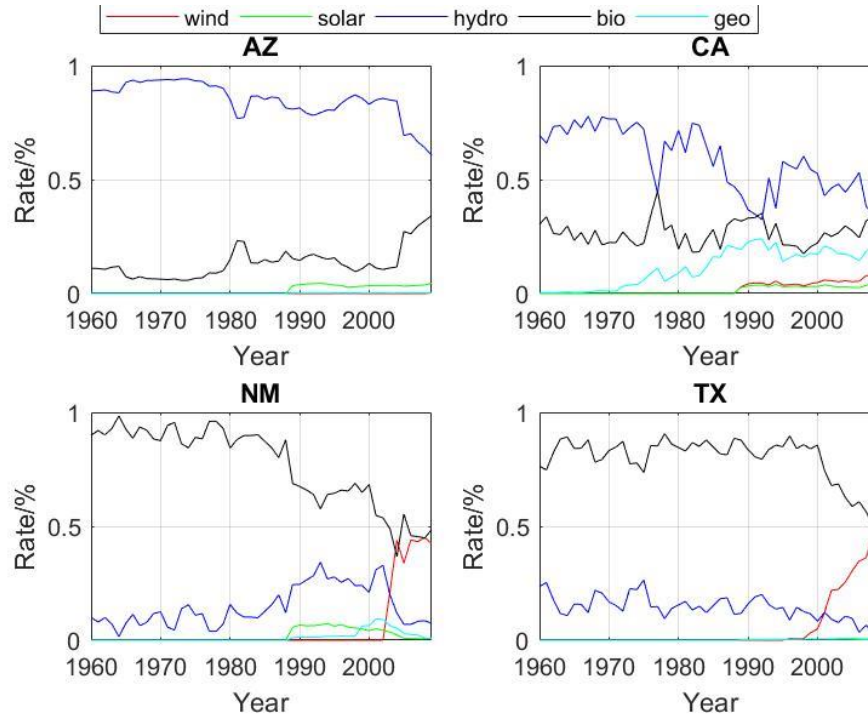 wind solar hydro bio geo
AZ CA
1 1
Rate/% 0.5 Rate/% 0.5
0 0
1960 1970 1980 1990 2000 1960 1970 1980 1990 2000
Year Year
NM TX
1 1
Rate/% 0.5 Rate/% 0.5
0 0
1960 1970 1980 1990 2000 1960 1970 1980 1990 2000
Year Year